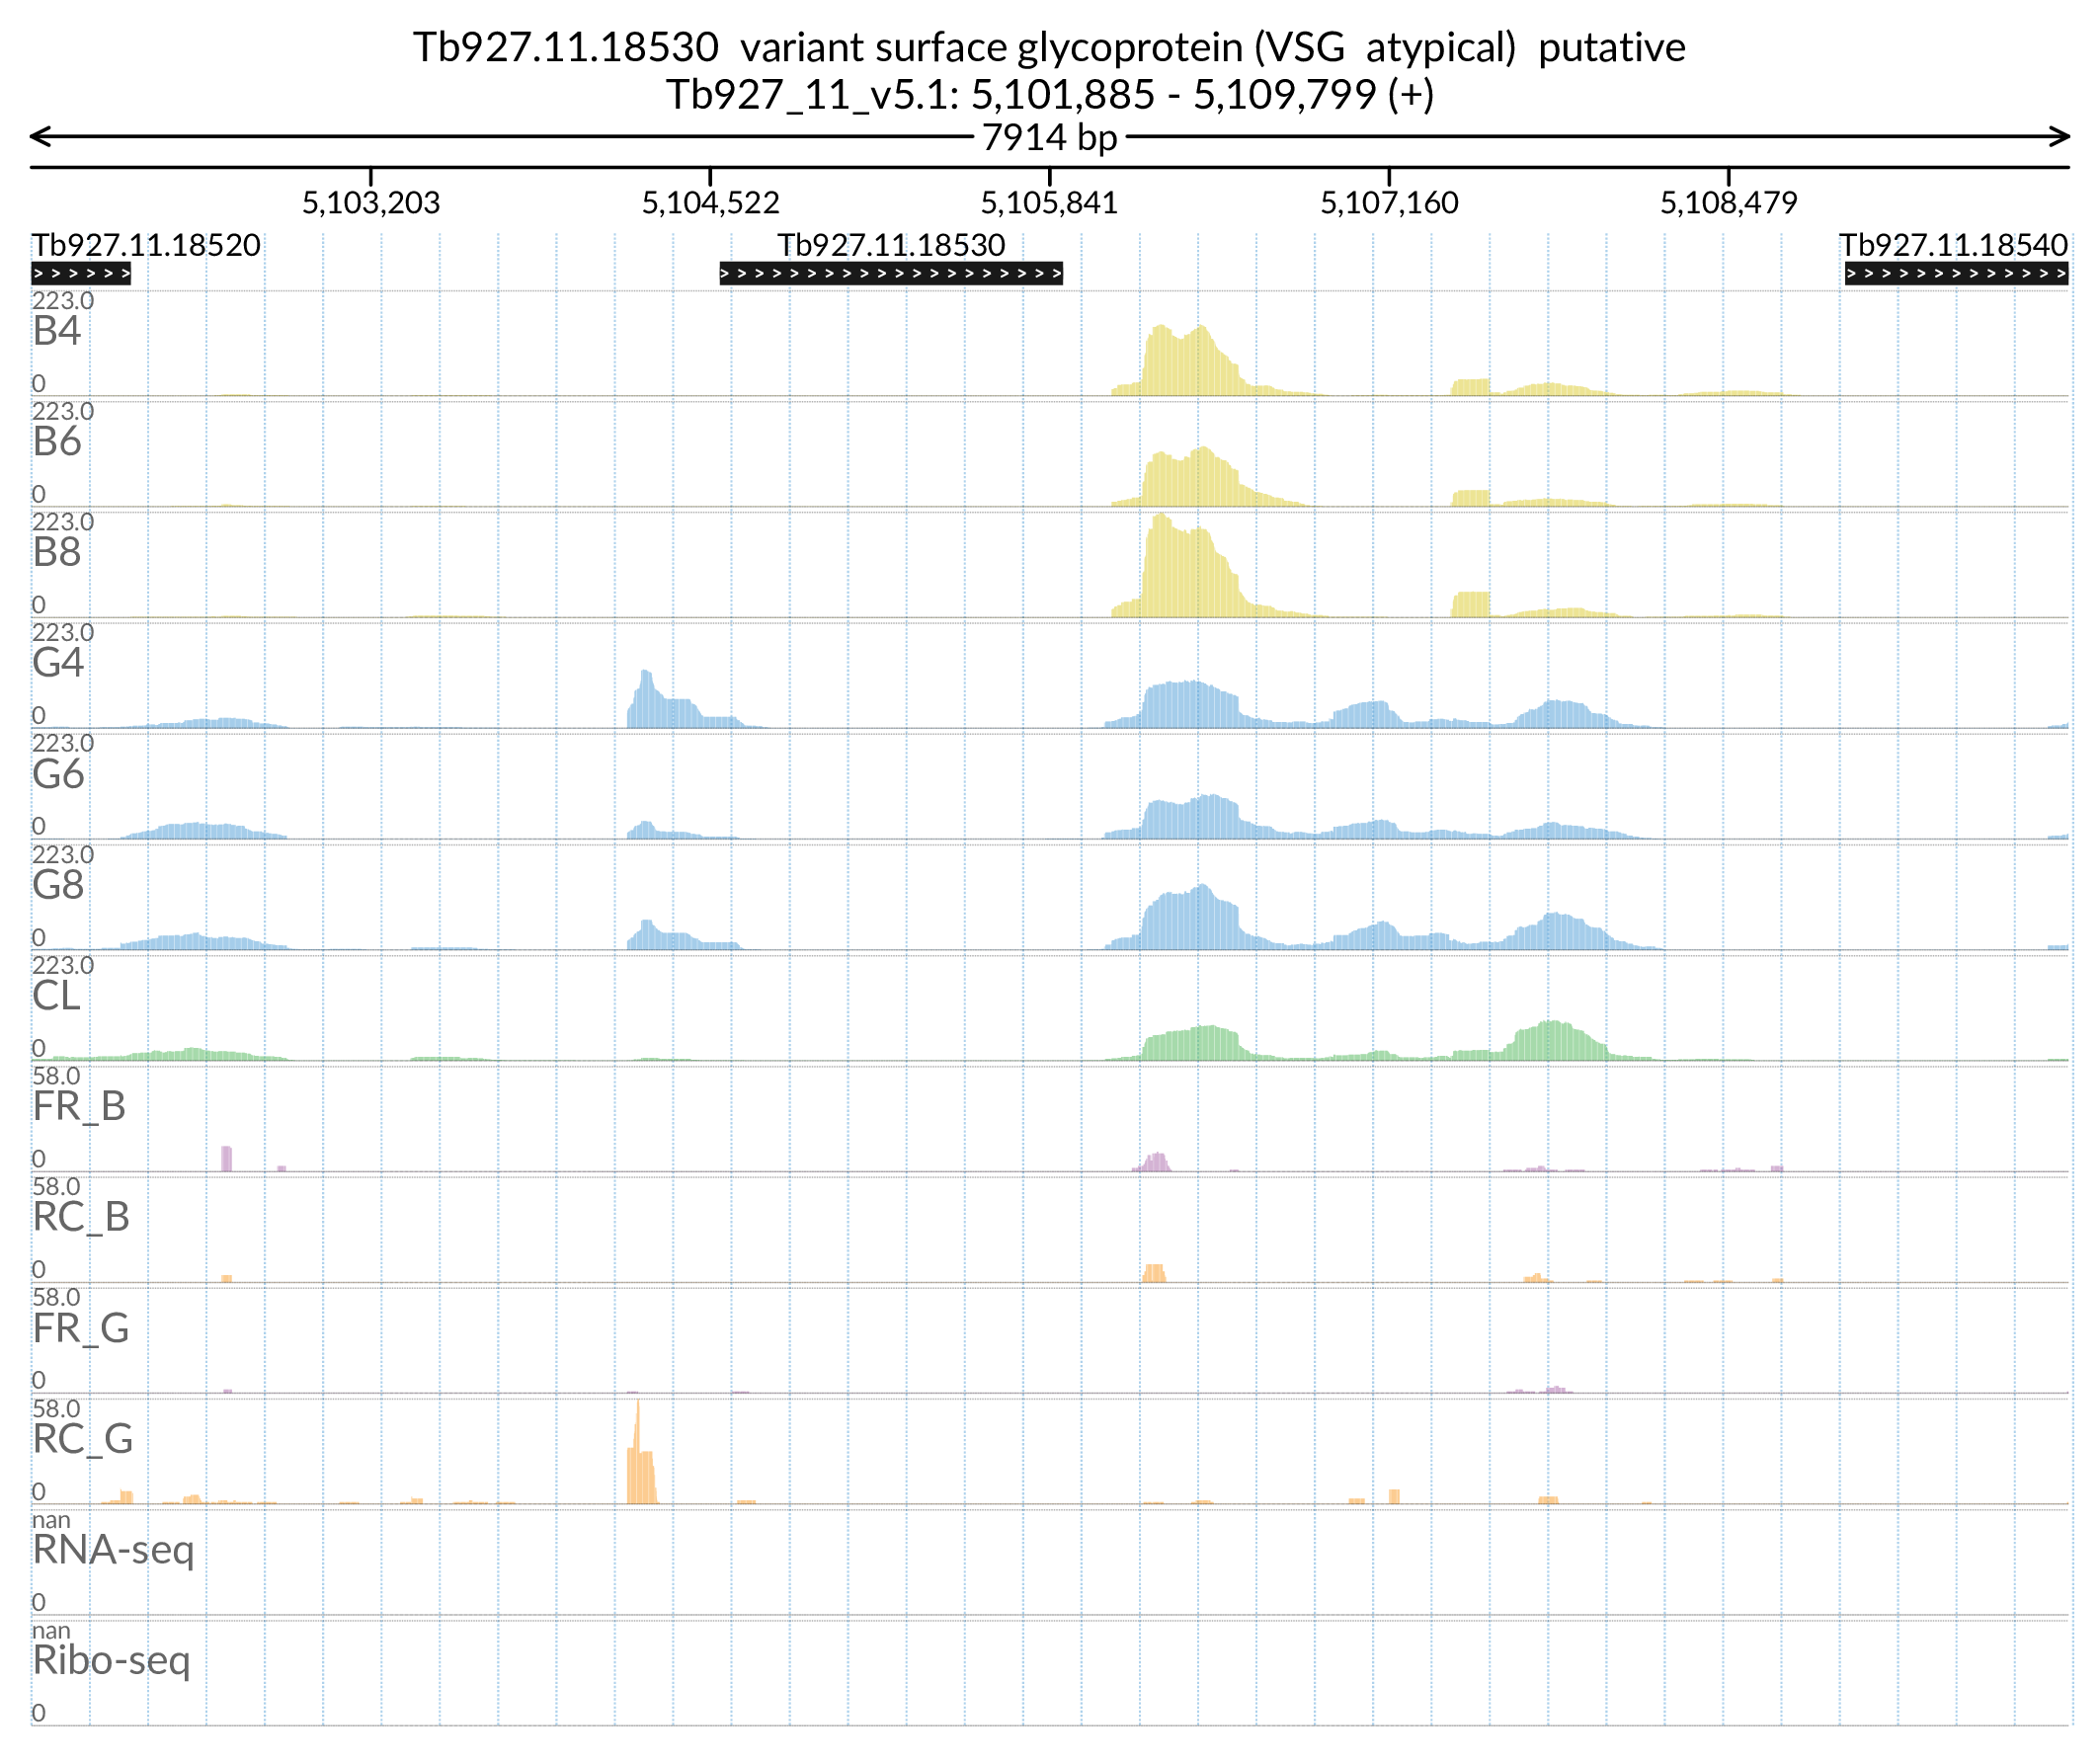 Tb927.11.18530 variant surface glycoprotein (VSG atypical) putative
Tb927_11_v5.1: 5,101,885 - 5,109,799 (+)
7914 bp
5,103,203 5,104,522 5,105,841 5,107,160 5,108,479
Tb927.11.18520 Tb927.11.18530 Tb927.11.18540
223.0
B4
0
223.0
B6
0
223.0
B8
0
223.0
G4
0
223.0
G6
0
223.0
G8
0
223.0
CL
0
58.0
FR_B
0
58.0
RC_B
0
58.0
FR_G
0
58.0
RC_G
0
nan
RNA-seq
0
nan
Ribo-seq
0